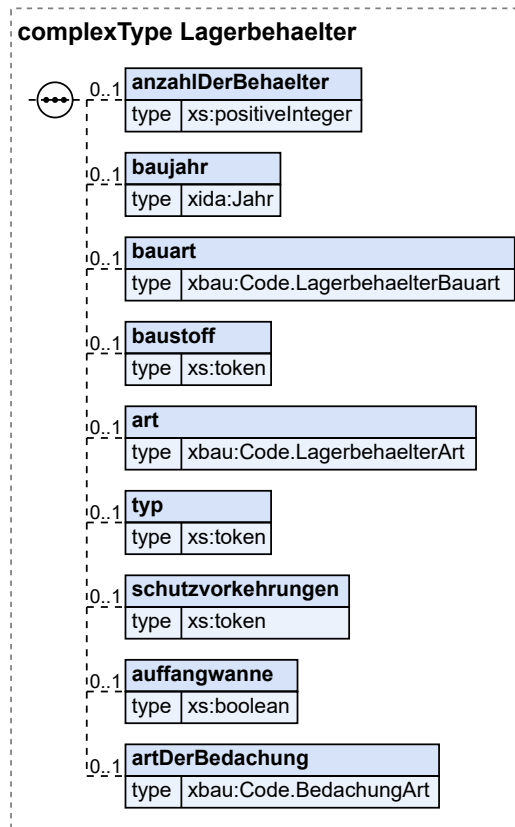 complexType Lagerbehaelter
0..1 anzahlDerBehaelter
type xs:positiveInteger
0..1 baujahr
type xida:Jahr
0..1 bauart
type xbau:Code.LagerbehaelterBauart
0..1 baustoff
type xs:token
0..1 art
type xbau:Code.LagerbehaelterArt
0..1 typ
type xs:token
0..1 schutzvorkehrungen
type xs:token
0..1 auffangwanne
type xs:boolean
0..1 artDerBedachung
type xbau:Code.BedachungArt